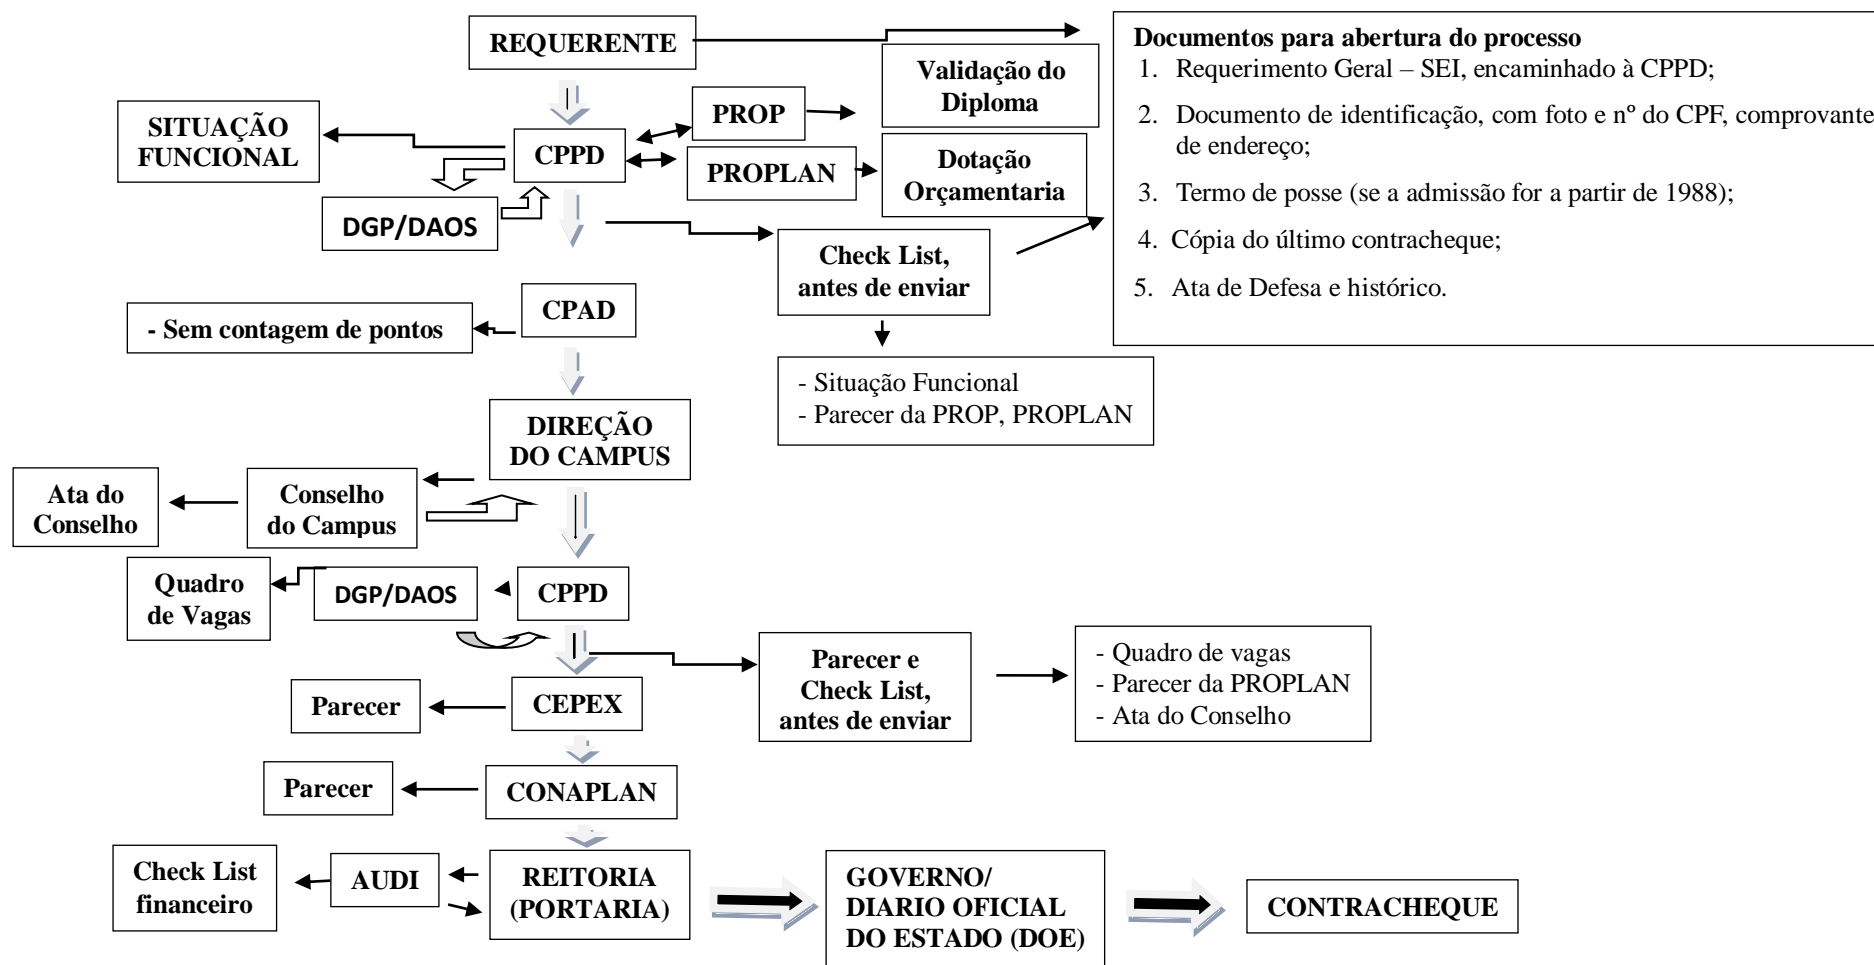 REQUERENTE
Documentos para abertura do processo
1. Requerimento Geral – SEI, encaminhado à CPPD;
2. Documento de identificação, com foto e nº do CPF, comprovante
de endereço;
3. Termo de posse (se a admissão for a partir de 1988);
4. Cópia do último contracheque;
5. Ata de Defesa e histórico.
Validação do
Diploma
PROP
SITUAÇÃO
FUNCIONAL
CPPD
PROPLAN
Dotação
Orçamentaria
DGP/DAOS
Check List,
antes de enviar
CPAD
- Sem contagem de pontos
- Situação Funcional
- Parecer da PROP, PROPLAN
DIREÇÃO
DO CAMPUS
Ata do
Conselho
Conselho
do Campus
Quadro
de Vagas
DGP/DAOS
CPPD
Parecer e
Check List,
antes de enviar
- Quadro de vagas
- Parecer da PROPLAN
- Ata do Conselho
Parecer
CEPEX
Parecer
CONAPLAN
Check List
financeiro
AUDI
REITORIA
(PORTARIA)
GOVERNO/
DIARIO OFICIAL
DO ESTADO (DOE)
CONTRACHEQUE